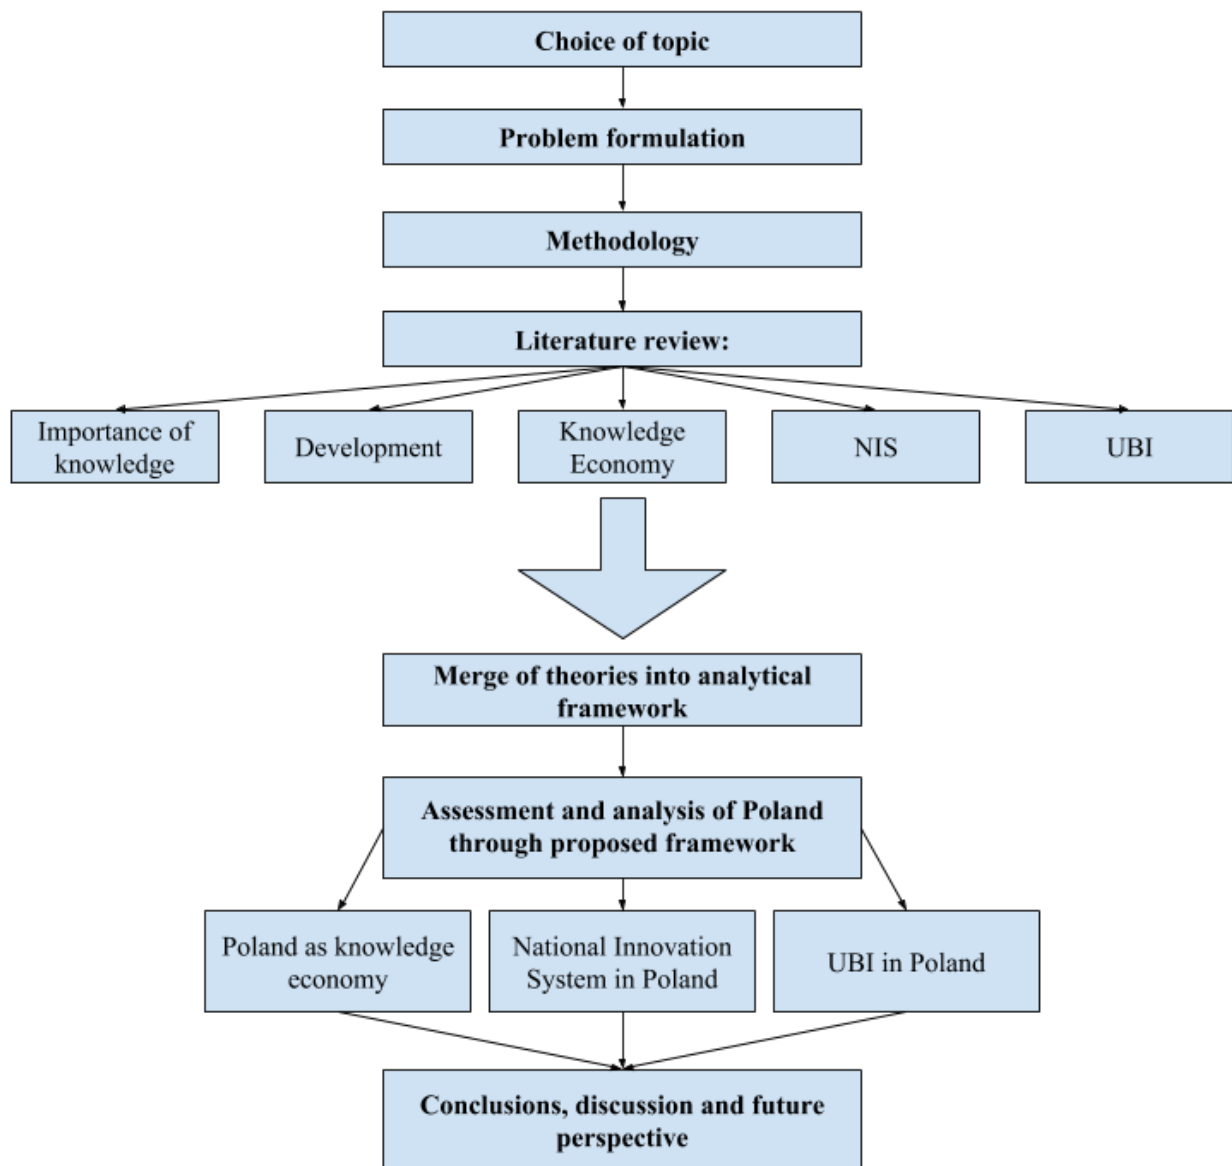 Choice of topic
Problem formulation
Methodology
Literature review:
Importance of
knowledge
Development
Knowledge
Economy
NIS
UBI
Merge of theories into analytical
framework
Assessment and analysis of Poland
through proposed framework
Poland as knowledge
economy
National Innovation
System in Poland
UBI in Poland
Conclusions, discussion and future
perspective